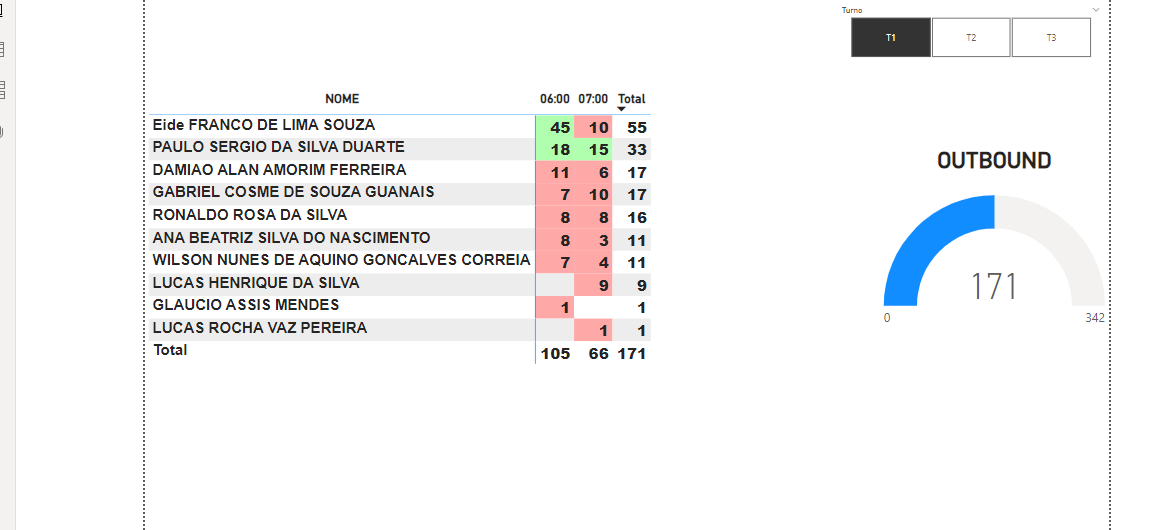 Turno
T1 T2 T3
NOME 06:00 07:00 Total
Eide FRANCO DE LIMA SOUZA 45 10 55
PAULO SERGIO DA SILVA DUARTE 18 15 33
DAMIAO ALAN AMORIM FERREIRA 11 6 17
GABRIEL COSME DE SOUZA GUANAIS 7 10 17
RONALDO ROSA DA SILVA 8 8 16
ANA BEATRIZ SILVA DO NASCIMENTO 8 3 11
WILSON NUNES DE AQUINO GONCALVES CORREIA 7 4 11
LUCAS HENRIQUE DA SILVA 9 9
GLAUCIO ASSIS MENDES 1 1
LUCAS ROCHA VAZ PEREIRA 1 1
Total 105 66 171
OUTBOUND
171
0 342